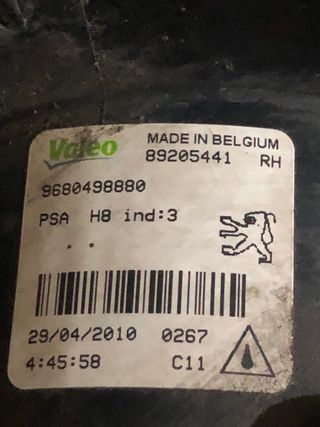 Valeo
MADE IN BELGIUM
89205441 RH
9680498880
PSA H8 ind:3
29/04/2010 0267
4:45:58 C11